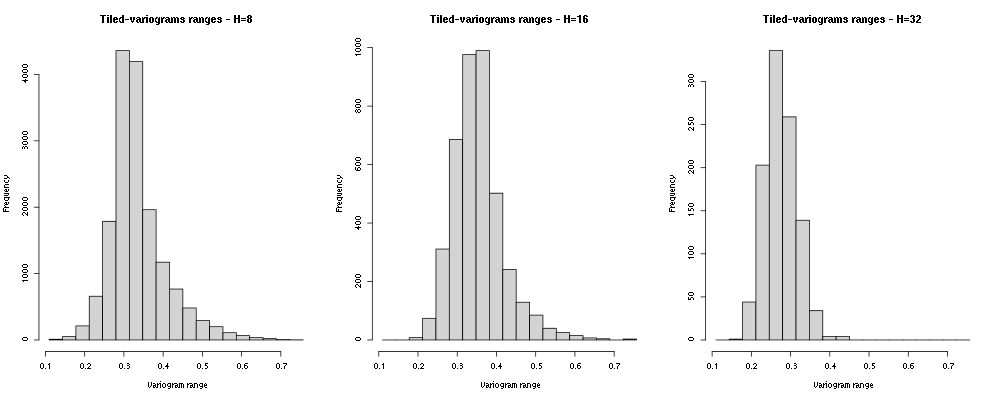 Tiled-variograms ranges - H=8
Frequency
4000
3000
2000
1000
0
0.1 0.2 0.3 0.4 0.5 0.6 0.7
Variogram range
Tiled-variograms ranges - H=16
Frequency
1000
800
600
400
200
0
0.1 0.2 0.3 0.4 0.5 0.6 0.7
Variogram range
Tiled-variograms ranges - H=32
Frequency
300
250
200
150
100
50
0
0.1 0.2 0.3 0.4 0.5 0.6 0.7
Variogram range